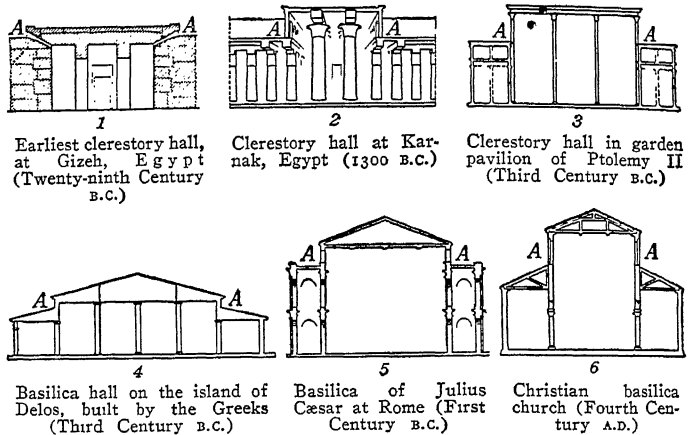 A A
A A
A A
1
Earliest clerestory hall,
at Gizeh, Egypt
(Twenty-ninth Century
B.C.)
2
Clerestory hall at Kar-
nak, Egypt (1300 B.C.)
3
Clerestory hall in garden
pavilion of Ptolemy II
(Third Century B.C.)
A A
A A
A A
4
Basilica hall on the island of
Delos, built by the Greeks
(Third Century B.C.)
5
Basilica of Julius
Cæsar at Rome (First
Century B.C.)
6
Christian basilica
church (Fourth Cen-
tury A.D.)